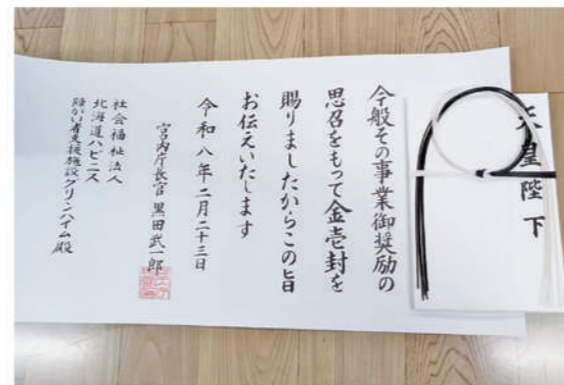 今般その事業御奨励の
思召をもって金壱封を
賜りましたからこの旨
お伝えいたします
令和八年二月二十三日
宮内庁長官 黒田武一郎
社会福祉法人
北海道ハピニス
障がい者支援施設グリンハイム殿
天皇陛下